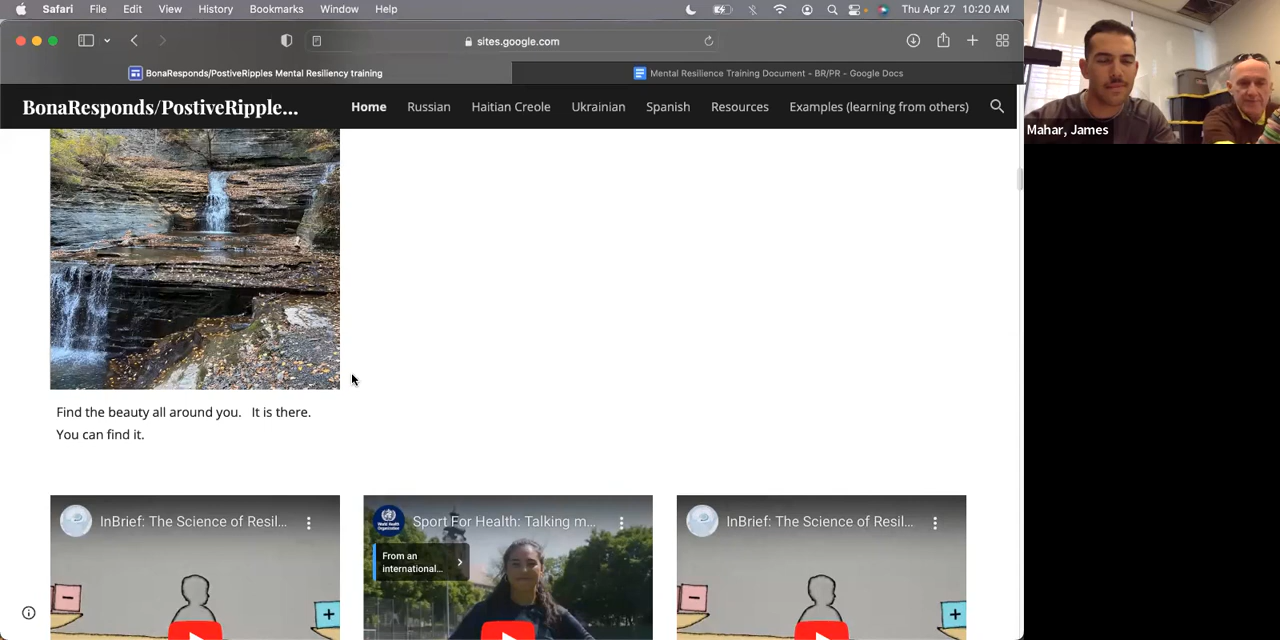 Safari File Edit View History Bookmarks Window Help Thu Apr 27 10:20 AM
sites.google.com
BonaResponds/PostiveRipples Mental Resiliency training
Mental Resilience Training Document - BR/PR - Google Docs
BonaResponds/PostiveRipple... Home Russian Haitian Creole Ukrainian Spanish Resources Examples (learning from others)
Mahar, James
Find the beauty all around you. It is there.
You can find it.
InBrief: The Science of Resil...
Sport For Health: Talking m...
From an
international...
InBrief: The Science of Resil...